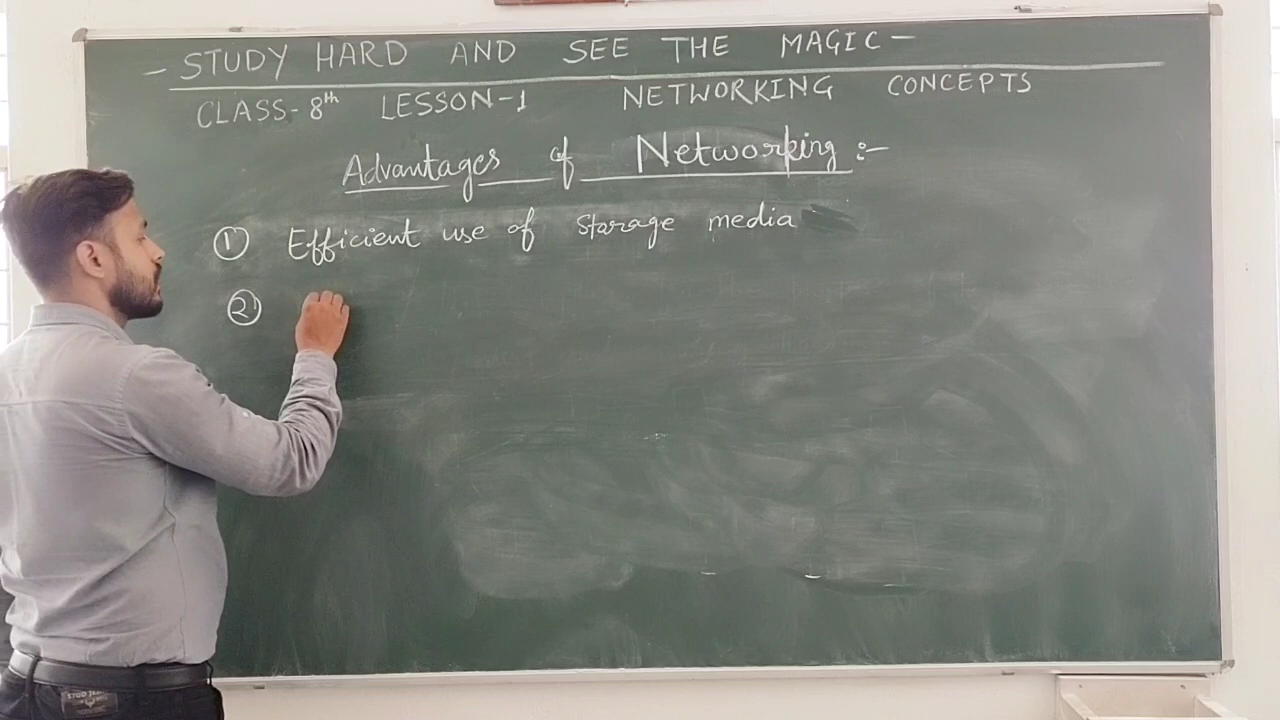 - STUDY HARD AND SEE THE MAGIC -
CLASS- 8th LESSON-1 NETWORKING CONCEPTS
Advantages of Networking :-
① Efficient use of Storage media
②